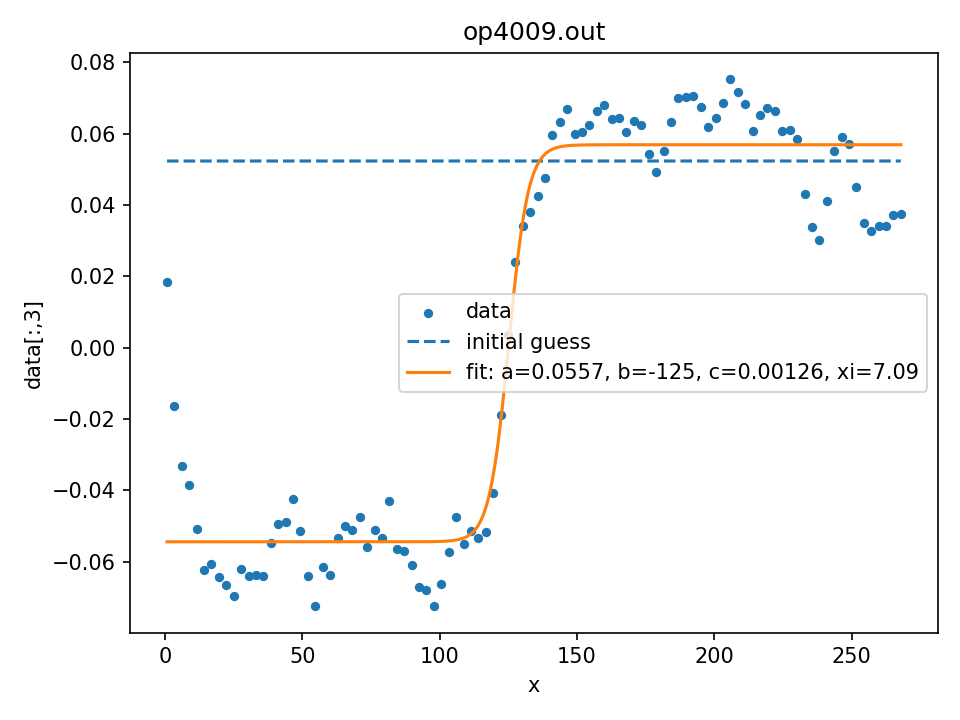 op4009.out
0.08
0.06
0.04
0.02
0.00
−0.02
−0.04
−0.06
data[:,3]
data
initial guess
fit: a=0.0557, b=-125, c=0.00126, xi=7.09
0 50 100 150 200 250
x